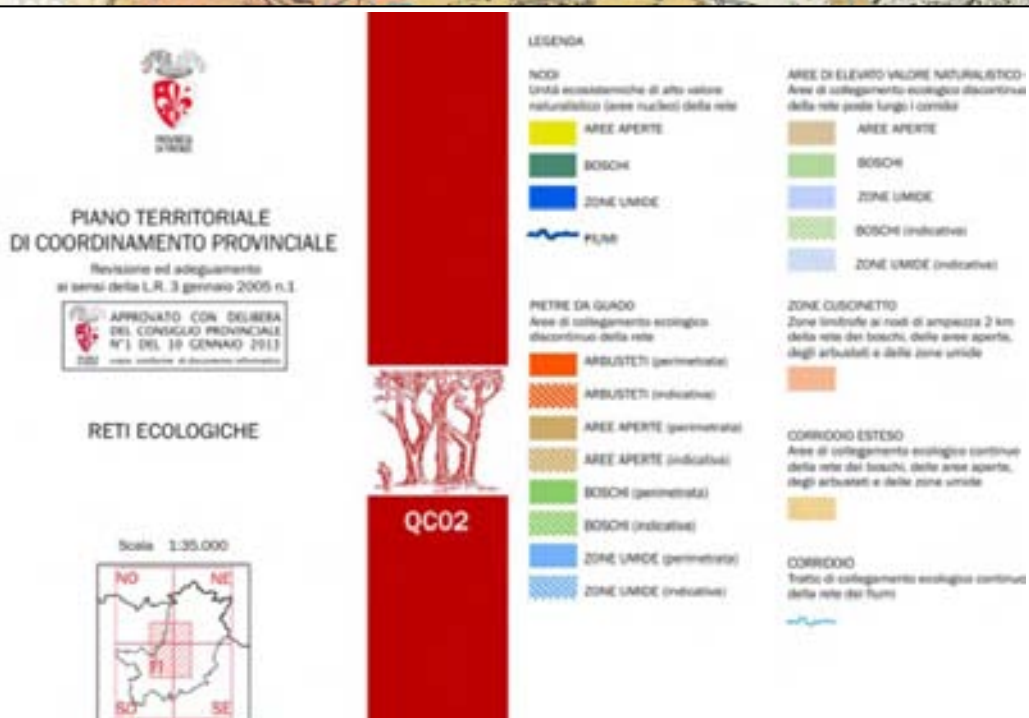 PROVINCIA
DI FIRENZE
PIANO TERRITORIALE
DI COORDINAMENTO PROVINCIALE
Revisione ed adeguamento
ai sensi della L.R. 3 gennaio 2005 n.1
APPROVATO CON DELIBERA
DEL CONSIGLIO PROVINCIALE
N°1 DEL 10 GENNAIO 2013
copia conforme al documento informatico
RETI ECOLOGICHE
Scala 1:35.000
NO NE
FI
SO SE
QC02
LEGENDA
NODI
Unità ecosistemiche di alto valore
naturalistico (aree nucleo) della rete
AREE APERTE
BOSCHI
ZONE UMIDE
FIUMI
PIETRE DA GUADO
Aree di collegamento ecologico
discontinuo della rete
ARBUSTETI (perimetrata)
ARBUSTETI (indicativa)
AREE APERTE (perimetrata)
AREE APERTE (indicativa)
BOSCHI (perimetrata)
BOSCHI (indicativa)
ZONE UMIDE (perimetrata)
ZONE UMIDE (indicativa)
AREE DI ELEVATO VALORE NATURALISTICO -
Aree di collegamento ecologico discontinuo
della rete poste lungo i corridoi
AREE APERTE
BOSCHI
ZONE UMIDE
BOSCHI (indicativa)
ZONE UMIDE (indicativa)
ZONE CUSCINETTO
Zone limitrofe ai nodi di ampiezza 2 km
della rete dei boschi, delle aree aperte,
degli arbusteti e delle zone umide
CORRIDOIO ESTESO
Aree di collegamento ecologico continuo
della rete dei boschi, delle aree aperte,
degli arbusteti e delle zone umide
CORRIDOIO
Tratto di collegamento ecologico continuo
della rete dei fiumi